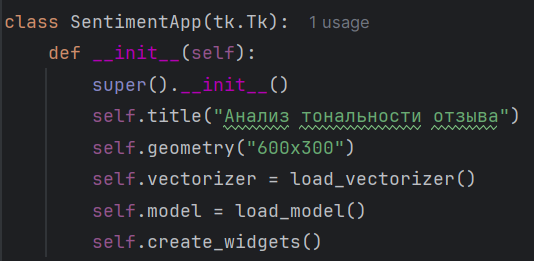 class SentimentApp(tk.Tk): 1 usage
    def __init__(self):
        super().__init__()
        self.title("Анализ тональности отзыва")
        self.geometry("600x300")
        self.vectorizer = load_vectorizer()
        self.model = load_model()
        self.create_widgets()